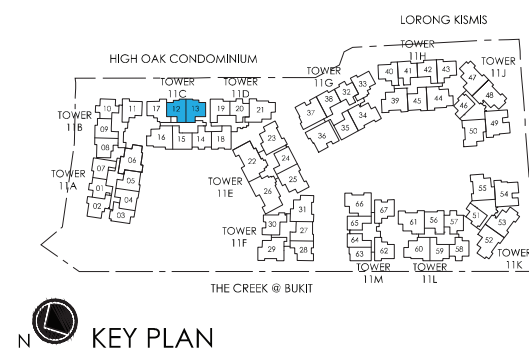 LORONG KISMIS
HIGH OAK CONDOMINIUM
TOWER
11H
TOWER
11G
TOWER
11J
40 41 42 43
47
48
46
49
50
33
32
38
37
39 45 44
34
35
36
TOWER
11C
TOWER
11D
17 12 13 19 20 21
16 15 14 18
TOWER
11B
10 11
09
08
06
07
05
01
04
02
03
TOWER
11A
23
22
24
25
26
TOWER
11E
31
30
27
29
28
TOWER
11F
66
67
65
64
63
62
TOWER
11M
61 56 57
60 59 58
TOWER
11L
55
54
51
53
52
TOWER
11K
THE CREEK @ BUKIT
N
KEY PLAN